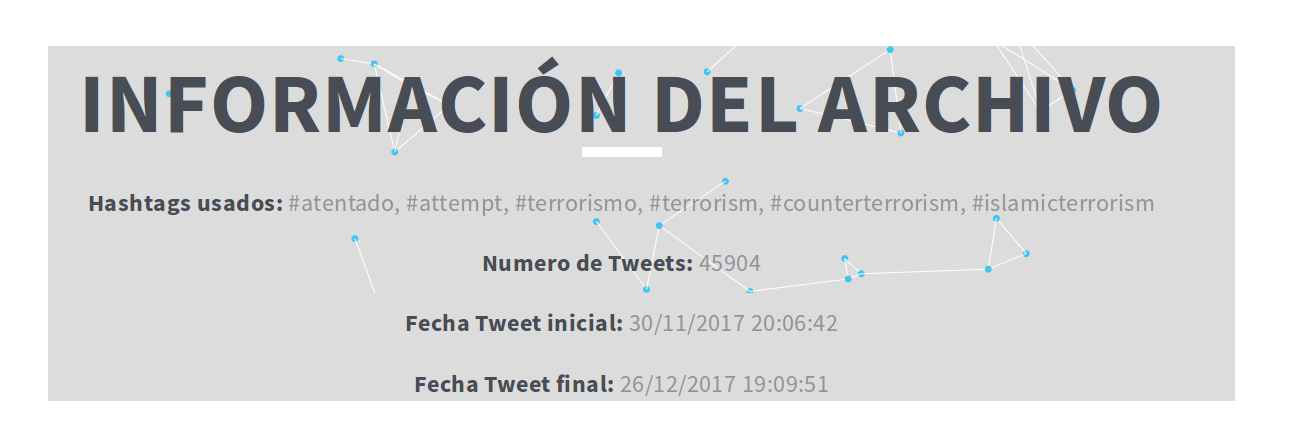 INFORMACIÓN DEL ARCHIVO
Hashtags usados: #atentado, #attempt, #terrorismo, #terrorism, #counterterrorism, #islamicterrorism
Numero de Tweets: 45904
Fecha Tweet inicial: 30/11/2017 20:06:42
Fecha Tweet final: 26/12/2017 19:09:51